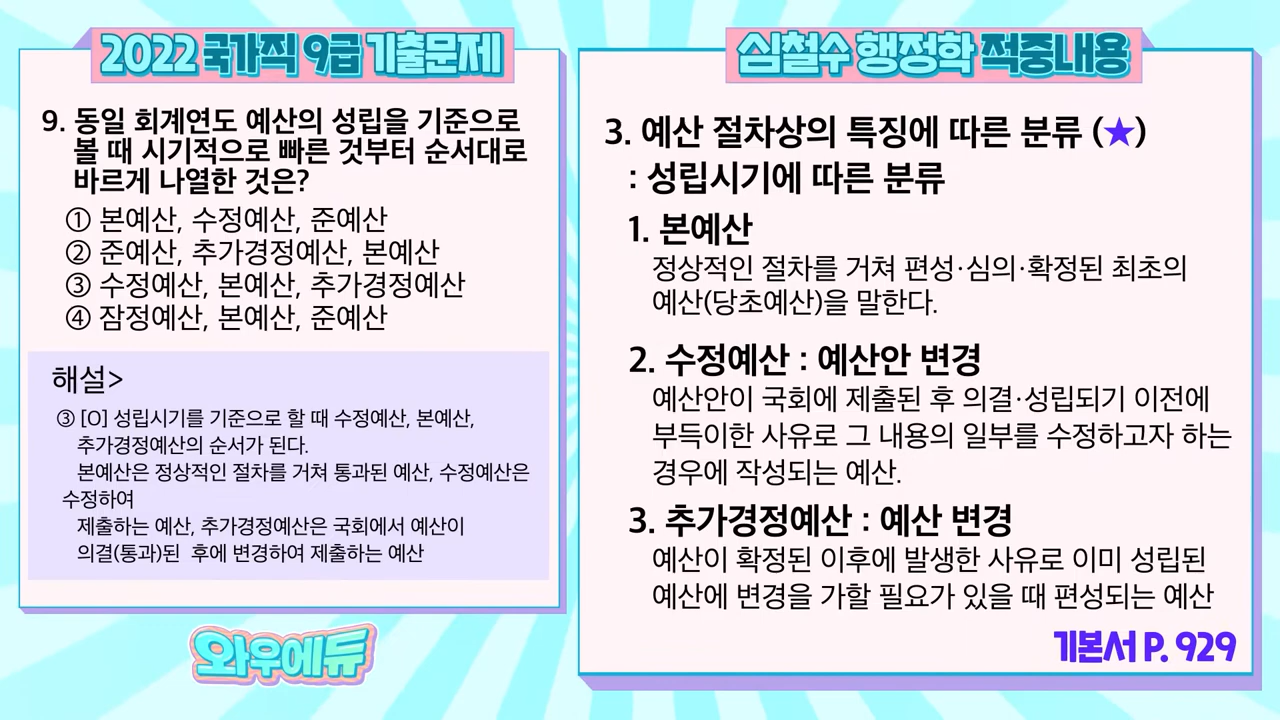 2022 국가직 9급 기출문제
9. 동일 회계연도 예산의 성립을 기준으로
볼 때 시기적으로 빠른 것부터 순서대로
바르게 나열한 것은?
① 본예산, 수정예산, 준예산
② 준예산, 추가경정예산, 본예산
③ 수정예산, 본예산, 추가경정예산
④ 잠정예산, 본예산, 준예산
해설>
③ [O] 성립시기를 기준으로 할 때 수정예산, 본예산,
추가경정예산의 순서가 된다.
본예산은 정상적인 절차를 거쳐 통과된 예산, 수정예산은
수정하여
제출하는 예산, 추가경정예산은 국회에서 예산이
의결(통과)된 후에 변경하여 제출하는 예산
와우에듀
심철수 행정학 적중내용
3. 예산 절차상의 특징에 따른 분류 (★)
: 성립시기에 따른 분류
1. 본예산
정상적인 절차를 거쳐 편성·심의·확정된 최초의
예산(당초예산)을 말한다.
2. 수정예산 : 예산안 변경
예산안이 국회에 제출된 후 의결·성립되기 이전에
부득이한 사유로 그 내용의 일부를 수정하고자 하는
경우에 작성되는 예산.
3. 추가경정예산 : 예산 변경
예산이 확정된 이후에 발생한 사유로 이미 성립된
예산에 변경을 가할 필요가 있을 때 편성되는 예산
기본서 P. 929